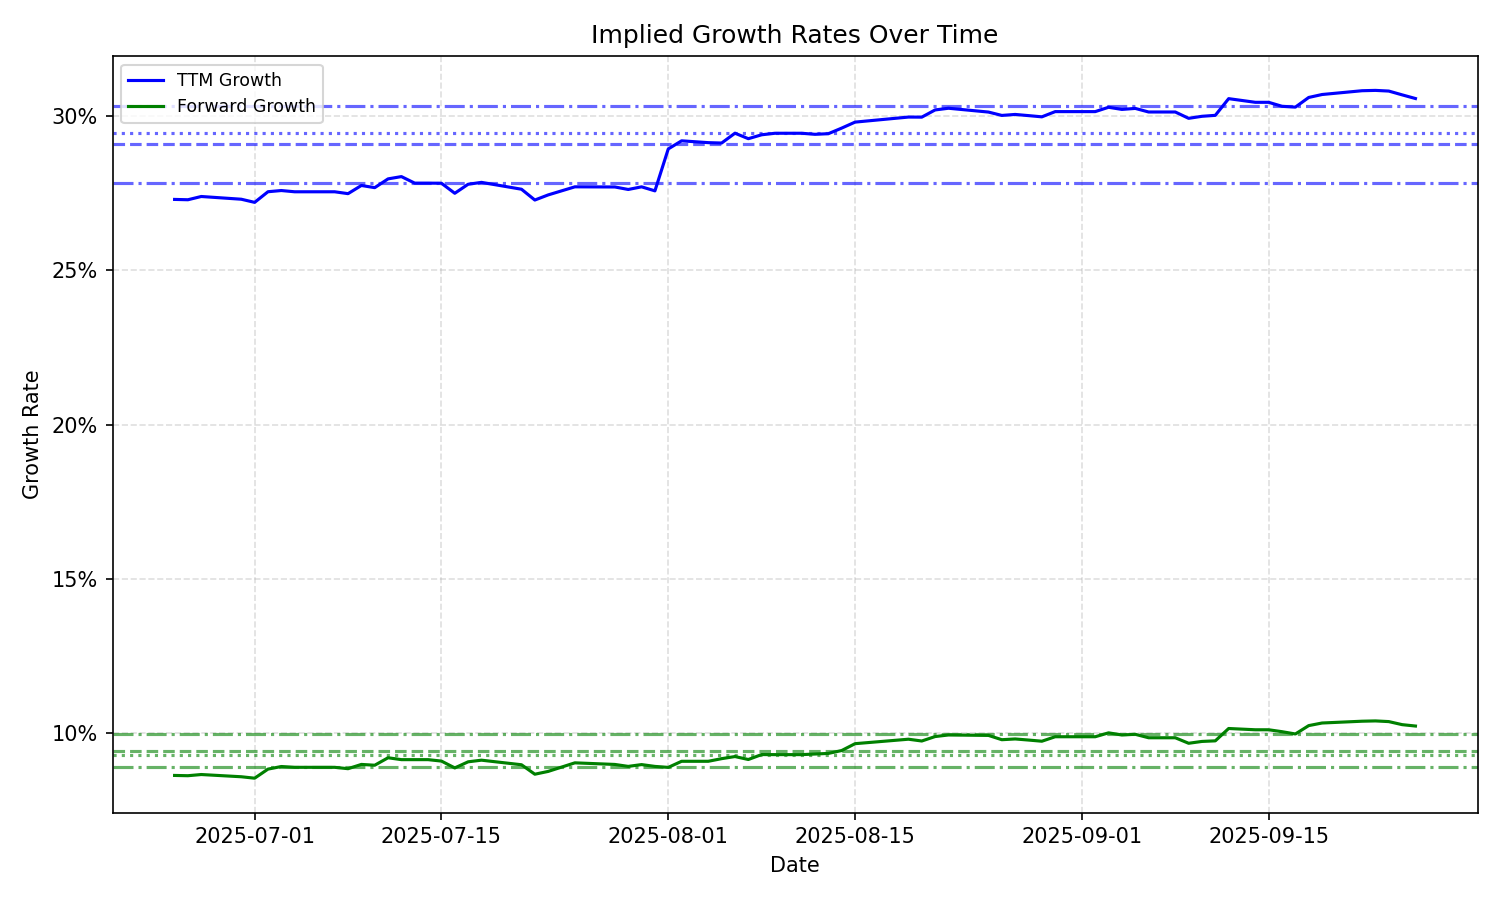 Implied Growth Rates Over Time
TTM Growth
Forward Growth
30%
25%
20%
15%
10%
Growth Rate
2025-07-01
2025-07-15
2025-08-01
2025-08-15
2025-09-01
2025-09-15
Date